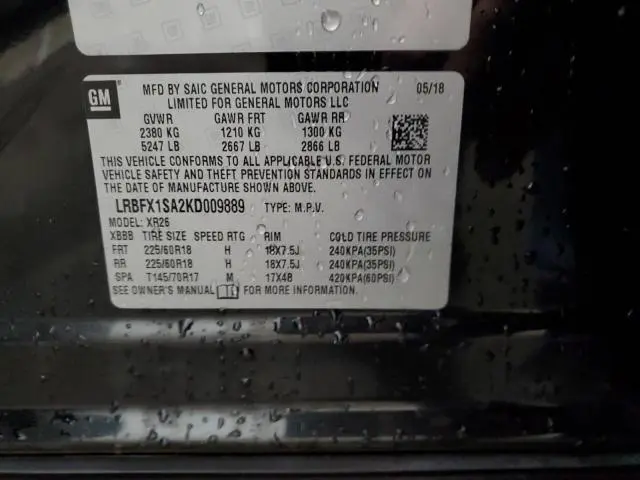 GM
MFD BY SAIC GENERAL MOTORS CORPORATION 05/18
LIMITED FOR GENERAL MOTORS LLC
GVWR GAWR FRT GAWR RR
2380 KG 1210 KG 1300 KG
5247 LB 2667 LB 2866 LB
THIS VEHICLE CONFORMS TO ALL APPLICABLE U.S. FEDERAL MOTOR
VEHICLE SAFETY AND THEFT PREVENTION STANDARDS IN EFFECT ON
THE DATE OF MANUFACTURE SHOWN ABOVE.
LRBFX1SA2KD009889 TYPE: M.P.V.
MODEL: XR26
XBBB TIRE SIZE SPEED RTG RIM COLD TIRE PRESSURE
FRT 225/60R18 H 18X7.5J 240KPA(35PSI)
RR 225/60R18 H 18X7.5J 240KPA(35PSI)
SPA T145/70R17 M 17X4B 420KPA(60PSI)
SEE OWNER'S MANUAL FOR MORE INFORMATION.